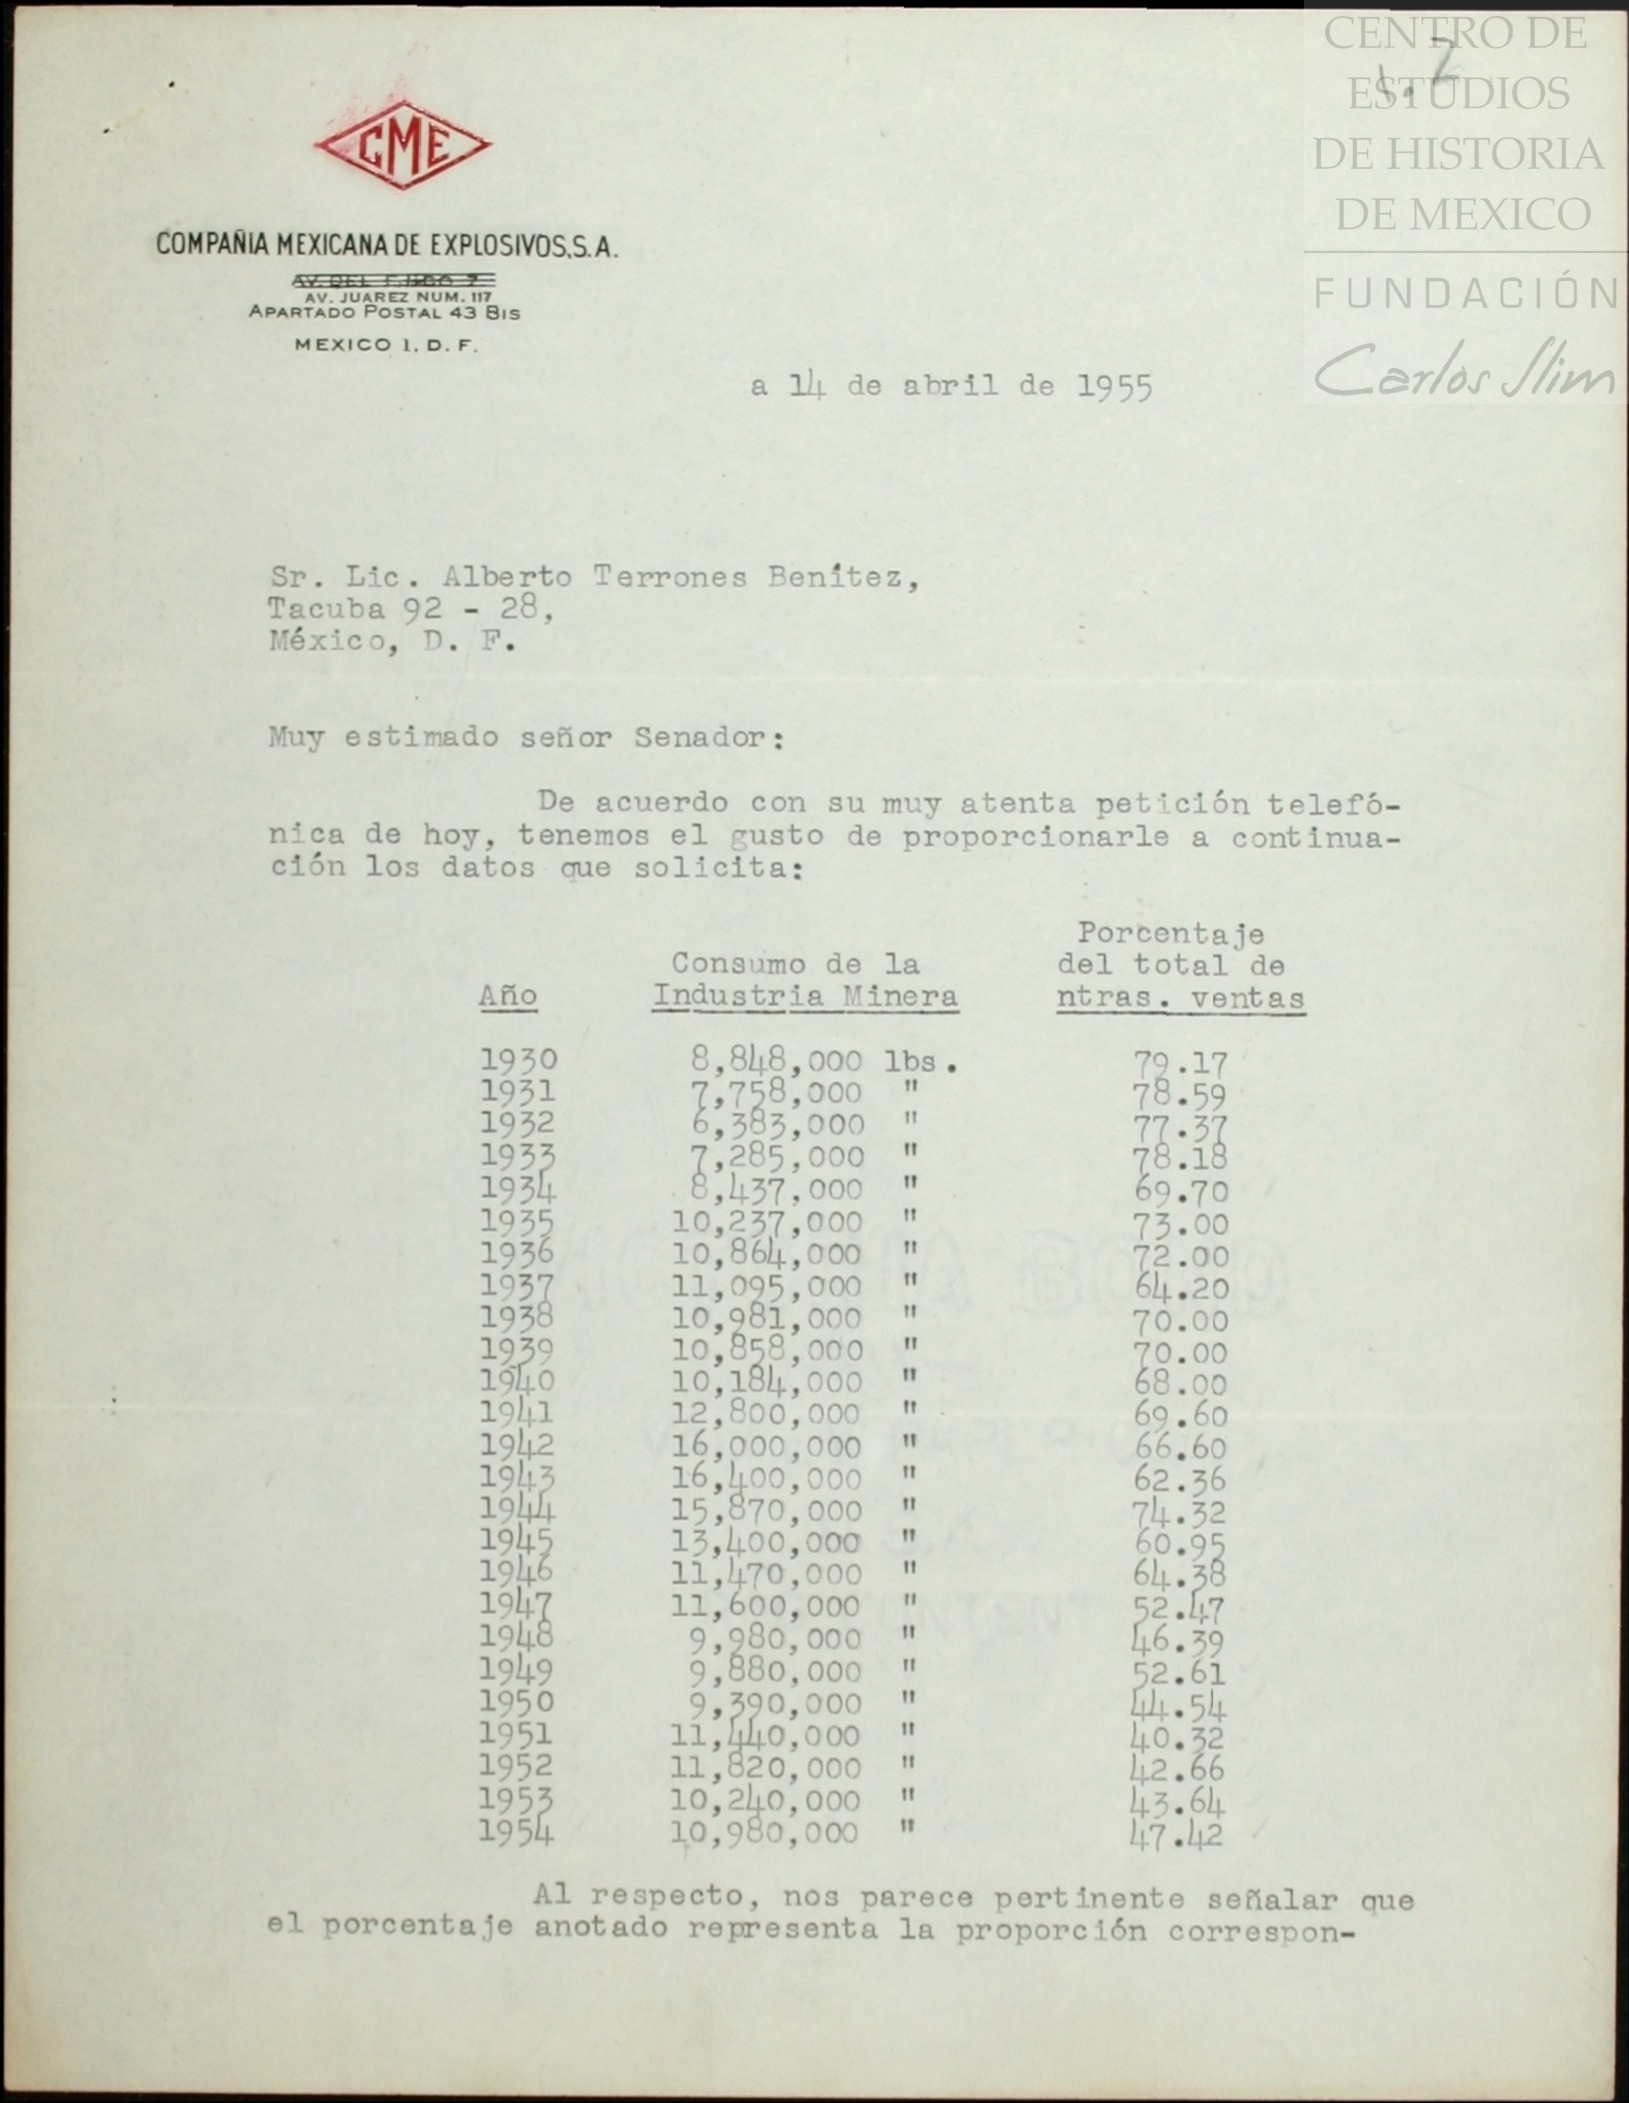 CENTRO DE
ESTUDIOS
DE HISTORIA
DE MEXICO
FUNDACIÓN
Carlos Slim
1. 2
CME
COMPAÑIA MEXICANA DE EXPLOSIVOS, S. A.
AV. JUAREZ NUM. 117
APARTADO POSTAL 43 BIS
MEXICO 1, D. F.
a 14 de abril de 1955
Sr. Lic. Alberto Terrones Benítez,
Tacuba 92 - 28,
México, D. F.
Muy estimado señor Senador:
De acuerdo con su muy atenta petición telefó-
nica de hoy, tenemos el gusto de proporcionarle a continua-
ción los datos que solicita:
Porcentaje
Consumo de la del total de
Año Industria Minera ntras. ventas
1930 8,848,000 lbs. 79.17
1931 7,758,000 " 78.59
1932 6,383,000 " 77.37
1933 7,285,000 " 78.18
1934 8,437,000 " 69.70
1935 10,237,000 " 73.00
1936 10,864,000 " 72.00
1937 11,095,000 " 64.20
1938 10,981,000 " 70.00
1939 10,858,000 " 70.00
1940 10,184,000 " 68.00
1941 12,800,000 " 69.60
1942 16,000,000 " 66.60
1943 16,400,000 " 62.36
1944 15,870,000 " 74.32
1945 13,400,000 " 60.95
1946 11,470,000 " 64.38
1947 11,600,000 " 52.47
1948 9,980,000 " 46.39
1949 9,880,000 " 52.61
1950 9,390,000 " 44.54
1951 11,440,000 " 40.32
1952 11,820,000 " 42.66
1953 10,240,000 " 43.64
1954 10,980,000 " 47.42
Al respecto, nos parece pertinente señalar que
el porcentaje anotado representa la proporción correspon-